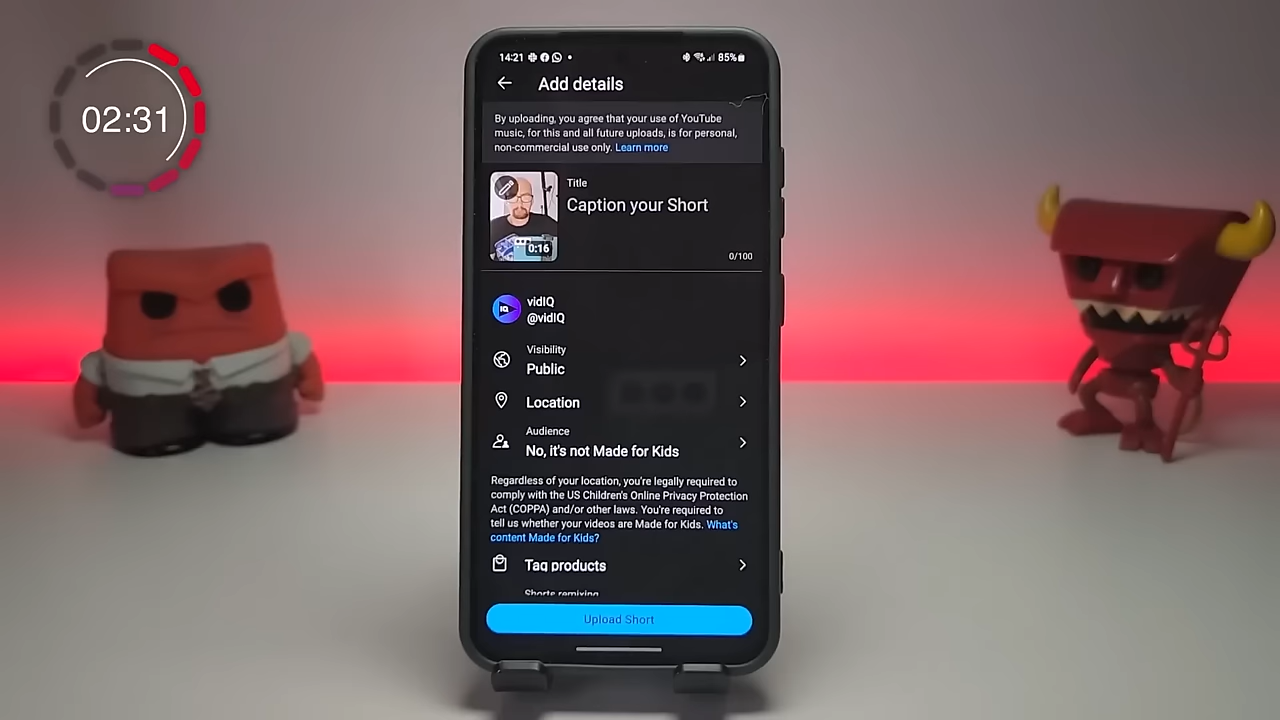 02:31
14:21
85%
Add details
By uploading, you agree that your use of YouTube
music, for this and all future uploads, is for personal,
non-commercial use only. Learn more
Title
Caption your Short
0:16
0/100
IQ
vidIQ
@vidIQ
Visibility
Public
Location
Audience
No, it's not Made for Kids
Regardless of your location, you're legally required to
comply with the US Children's Online Privacy Protection
Act (COPPA) and/or other laws. You're required to
tell us whether your videos are Made for Kids. What's
content Made for Kids?
Tag products
Shorts remixing
Upload Short